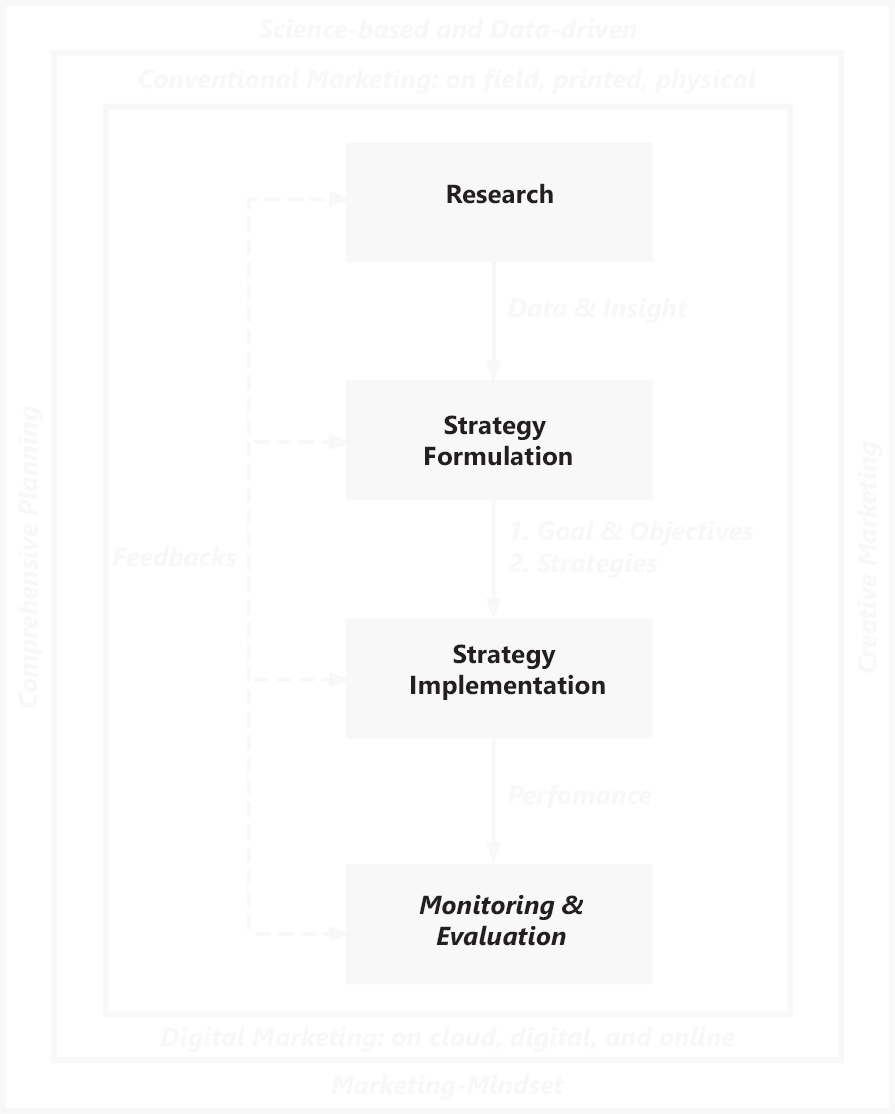 Science-based and Data-driven
Conventional Marketing: on field, printed, physical
Research
Data & Insight
Strategy
Formulation
1. Goal & Objectives
2. Strategies
Feedbacks
Comprehensive Planning
Creative Marketing
Strategy
Implementation
Perfomance
Monitoring &
Evaluation
Digital Marketing: on cloud, digital, and online
Marketing-Mindset